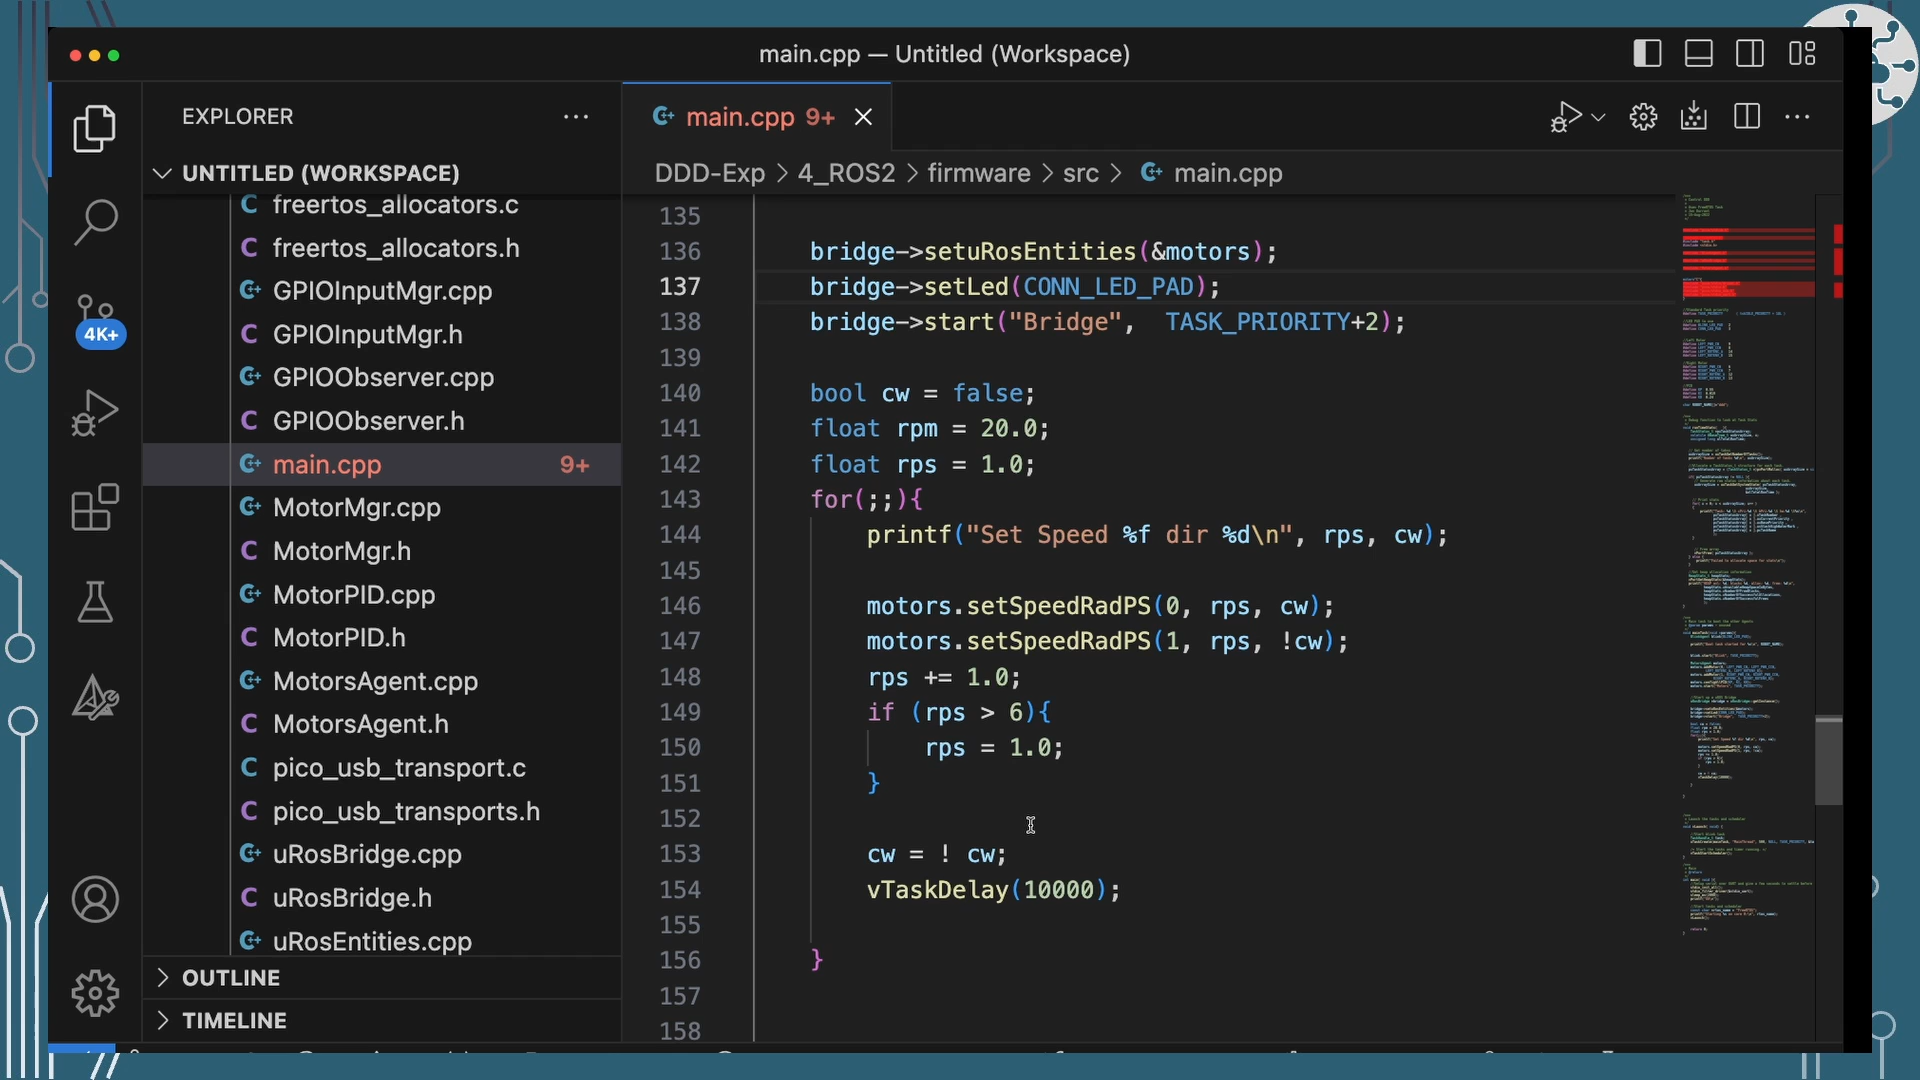 main.cpp — Untitled (Workspace)
EXPLORER
main.cpp 9+
UNTITLED (WORKSPACE)
DDD-Exp > 4_ROS2 > firmware > src > main.cpp
freertos_allocators.c
freertos_allocators.h
GPIOInputMgr.cpp
GPIOInputMgr.h
GPIOObserver.cpp
GPIOObserver.h
main.cpp 9+
MotorMgr.cpp
MotorMgr.h
MotorPID.cpp
MotorPID.h
MotorsAgent.cpp
MotorsAgent.h
pico_usb_transport.c
pico_usb_transports.h
uRosBridge.cpp
uRosBridge.h
uRosEntities.cpp
OUTLINE
TIMELINE
4K+
135
136 bridge->setuRosEntities(&motors);
137 bridge->setLed(CONN_LED_PAD);
138 bridge->start("Bridge",  TASK_PRIORITY+2);
139
140 bool cw = false;
141 float rpm = 20.0;
142 float rps = 1.0;
143 for(;;){
144 printf("Set Speed %f dir %d\n", rps, cw);
145
146 motors.setSpeedRadPS(0, rps, cw);
147 motors.setSpeedRadPS(1, rps, !cw);
148 rps += 1.0;
149 if (rps > 6){
150 rps = 1.0;
151 }
152
153 cw = ! cw;
154 vTaskDelay(10000);
155
156 }
157
158